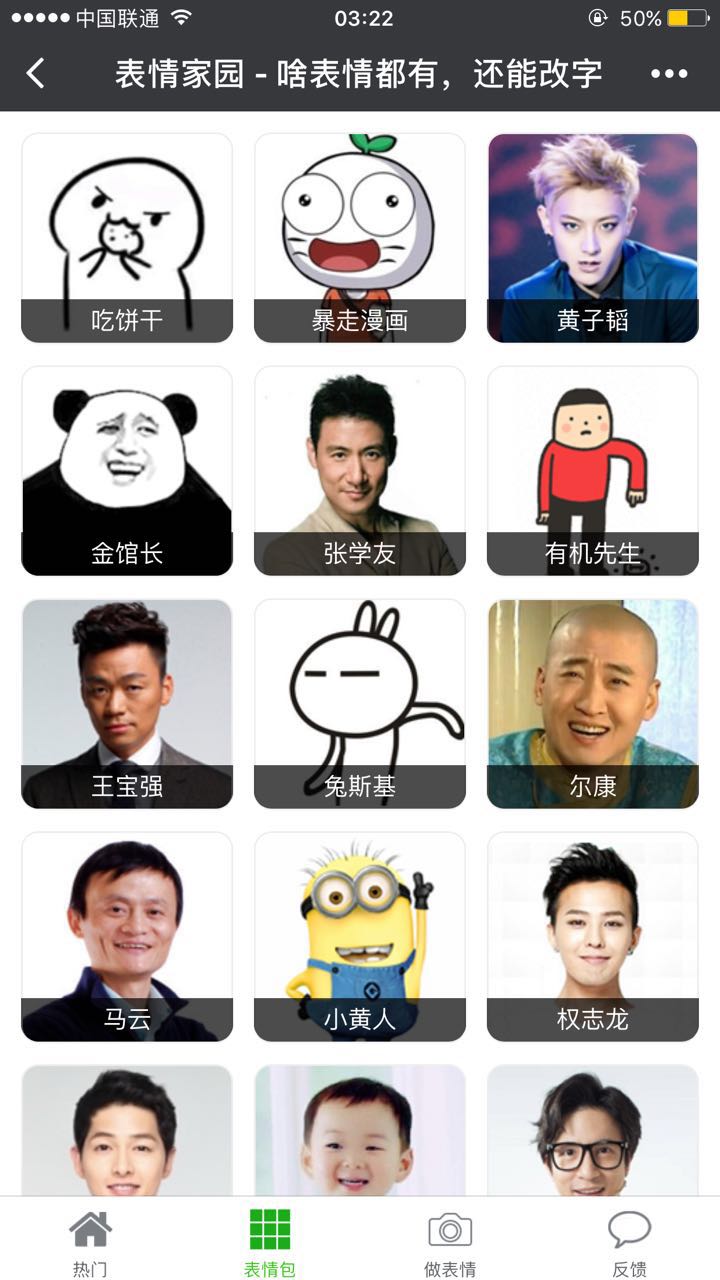 中国联通
03:22
50%
表情家园 - 啥表情都有，还能改字
吃饼干
暴走漫画
黄子韬
金馆长
张学友
有机先生
王宝强
兔斯基
尔康
马云
小黄人
权志龙
热门
表情包
做表情
反馈